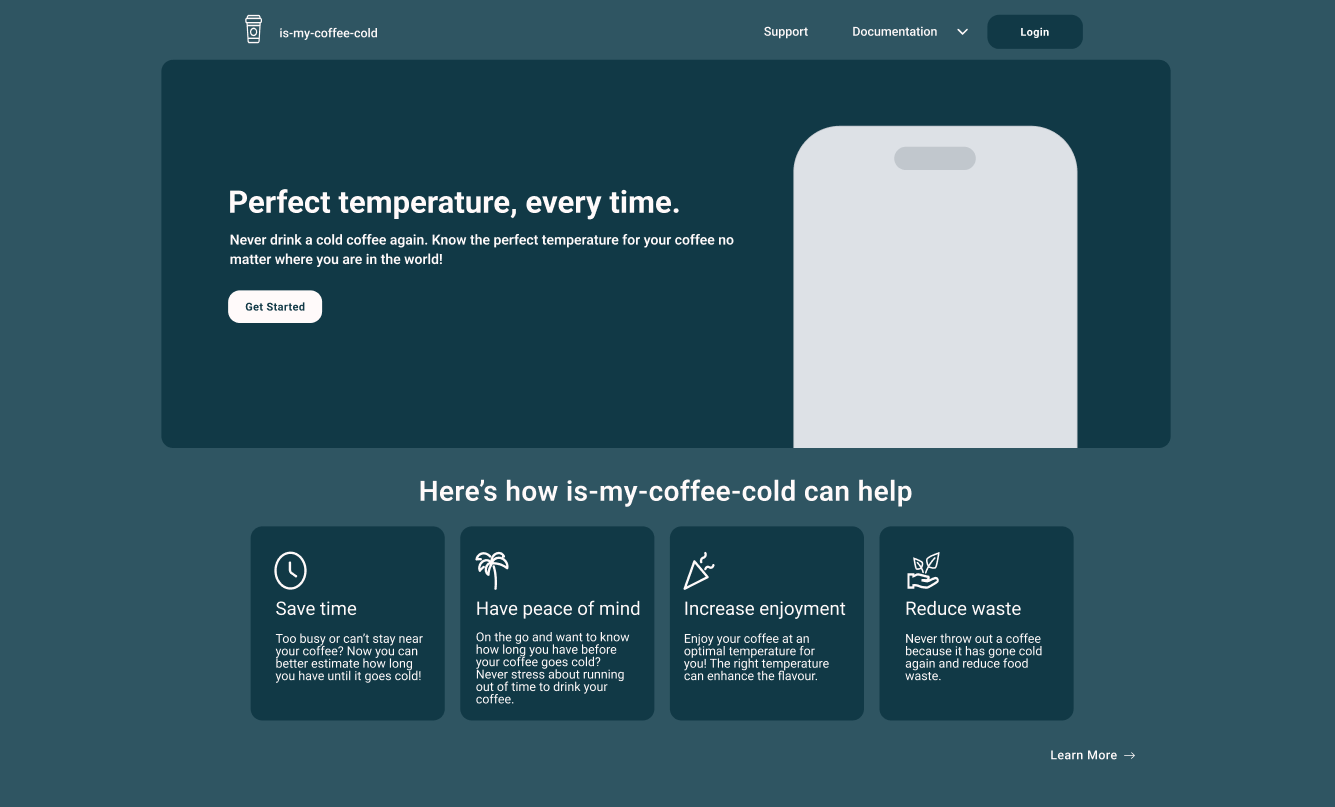 is-my-coffee-cold
Support
Documentation
Login
Perfect temperature, every time.
Never drink a cold coffee again. Know the perfect temperature for your coffee no
matter where you are in the world!
Get Started
Here’s how is-my-coffee-cold can help
Save time
Too busy or can’t stay near
your coffee? Now you can
better estimate how long
you have until it goes cold!
Have peace of mind
On the go and want to know
how long you have before
your coffee goes cold?
Never stress about running
out of time to drink your
coffee.
Increase enjoyment
Enjoy your coffee at an
optimal temperature for
you! The right temperature
can enhance the flavour.
Reduce waste
Never throw out a coffee
because it has gone cold
again and reduce food
waste.
Learn More